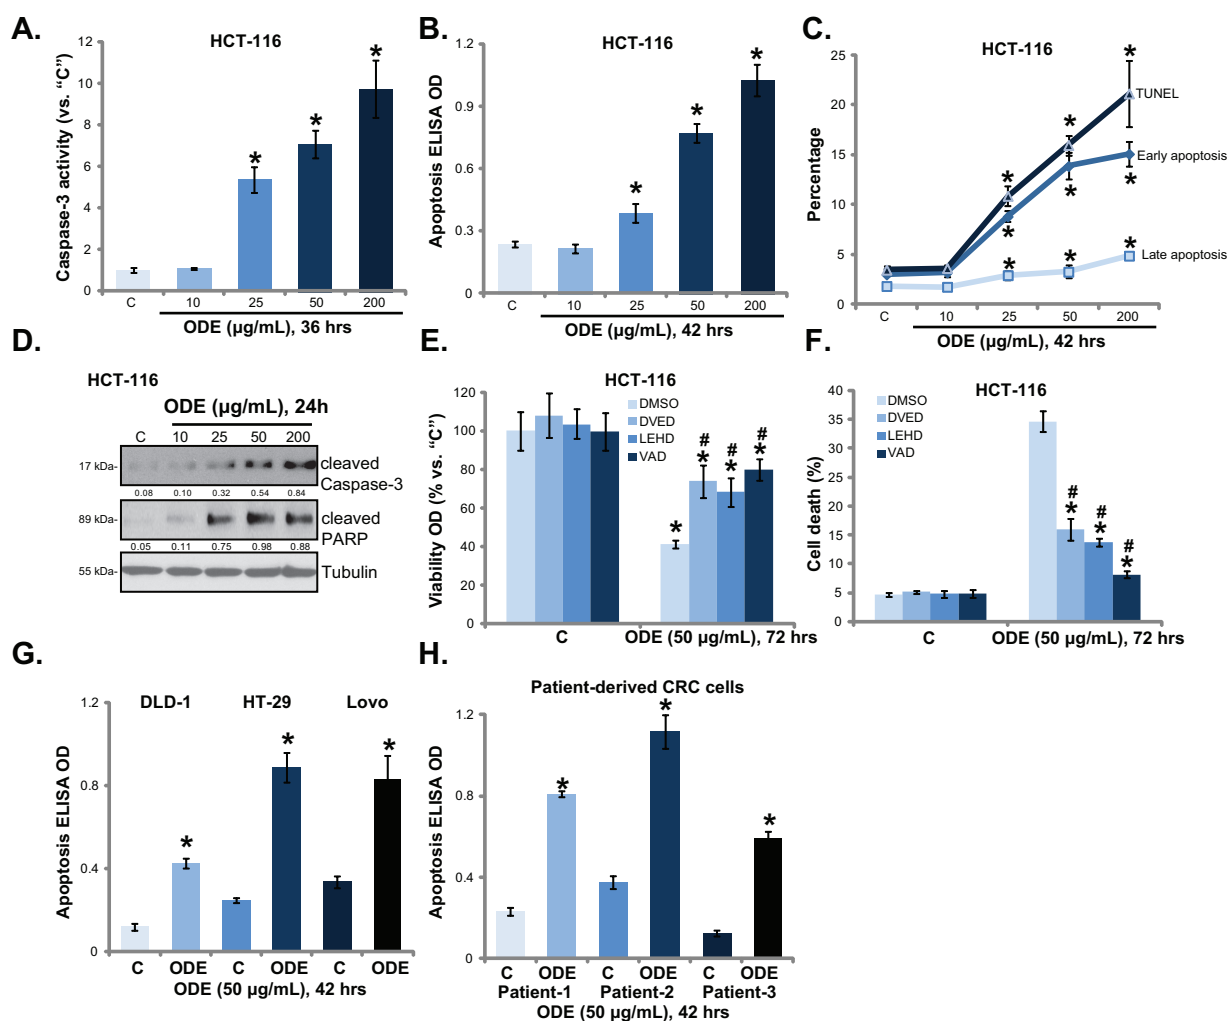 A.
HCT-116
Caspase-3 activity (vs. “C”)
12
10
8
6
4
2
0
*
*
*
C
10
25
50
200
ODE (µg/mL), 36 hrs
B.
HCT-116
Apoptosis ELISA OD
1.2
0.9
0.6
0.3
0
*
*
*
C
10
25
50
200
ODE (µg/mL), 42 hrs
C.
HCT-116
Percentage
25
20
15
10
5
0
*
*
*
*
*
*
*
*
*
TUNEL
Early apoptosis
Late apoptosis
C
10
25
50
200
ODE (µg/mL), 42 hrs
D.
HCT-116
ODE (µg/mL), 24h
C 10 25 50 200
17 kDa-
cleaved
Caspase-3
0.08 0.10 0.32 0.54 0.84
89 kDa-
cleaved
PARP
0.05 0.11 0.75 0.98 0.88
55 kDa-
Tubulin
E.
HCT-116
Viability OD (% vs. “C”)
120
100
80
60
40
20
0
DMSO
DVED
LEHD
VAD
*
#
*
#
*
#
*
C
ODE (50 µg/mL), 72 hrs
F.
HCT-116
Cell death (%)
40
35
30
25
20
15
10
5
0
DMSO
DVED
LEHD
VAD
#
*
#
*
#
*
C
ODE (50 µg/mL), 72 hrs
G.
DLD-1 HT-29 Lovo
Apoptosis ELISA OD
1.2
0.8
0.4
0
*
*
*
C ODE C ODE C ODE
ODE (50 µg/mL), 42 hrs
H.
Patient-derived CRC cells
Apoptosis ELISA OD
1.2
0.8
0.4
0
*
*
*
C ODE C ODE C ODE
Patient-1 Patient-2 Patient-3
ODE (50 µg/mL), 42 hrs